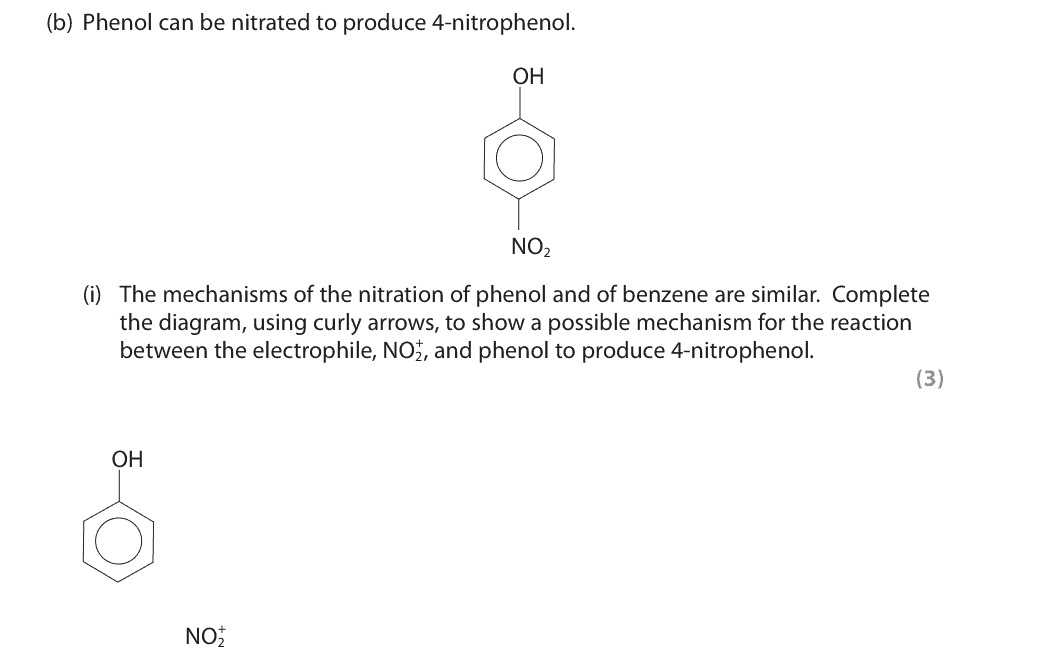 (b) Phenol can be nitrated to produce 4-nitrophenol.
OH
NO₂
(i) The mechanisms of the nitration of phenol and of benzene are similar. Complete
the diagram, using curly arrows, to show a possible mechanism for the reaction
between the electrophile, NO₂⁺, and phenol to produce 4-nitrophenol.
(3)
OH
NO₂⁺